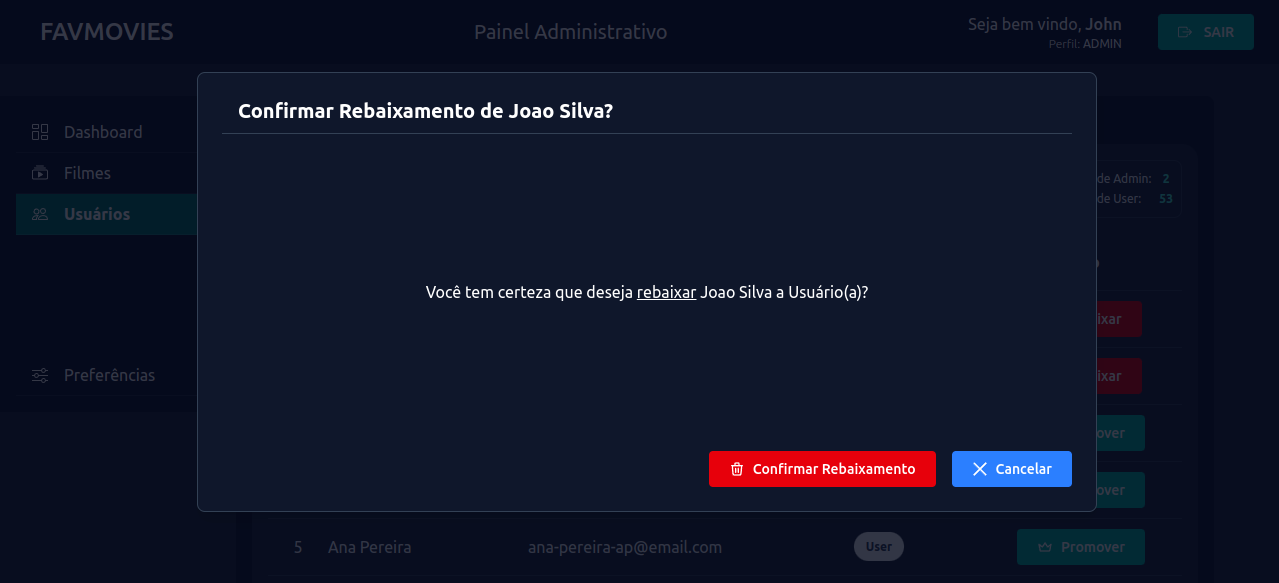 FAVMOVIES
Painel Administrativo
Seja bem vindo, John
Perfil: ADMIN
SAIR
Confirmar Rebaixamento de Joao Silva?
Dashboard
Filmes
Usuários
Preferências
de Admin: 2
de User: 53
Você tem certeza que deseja rebaixar Joao Silva a Usuário(a)?
ixar
ixar
over
over
Confirmar Rebaixamento
Cancelar
5 Ana Pereira ana-pereira-ap@email.com User Promover